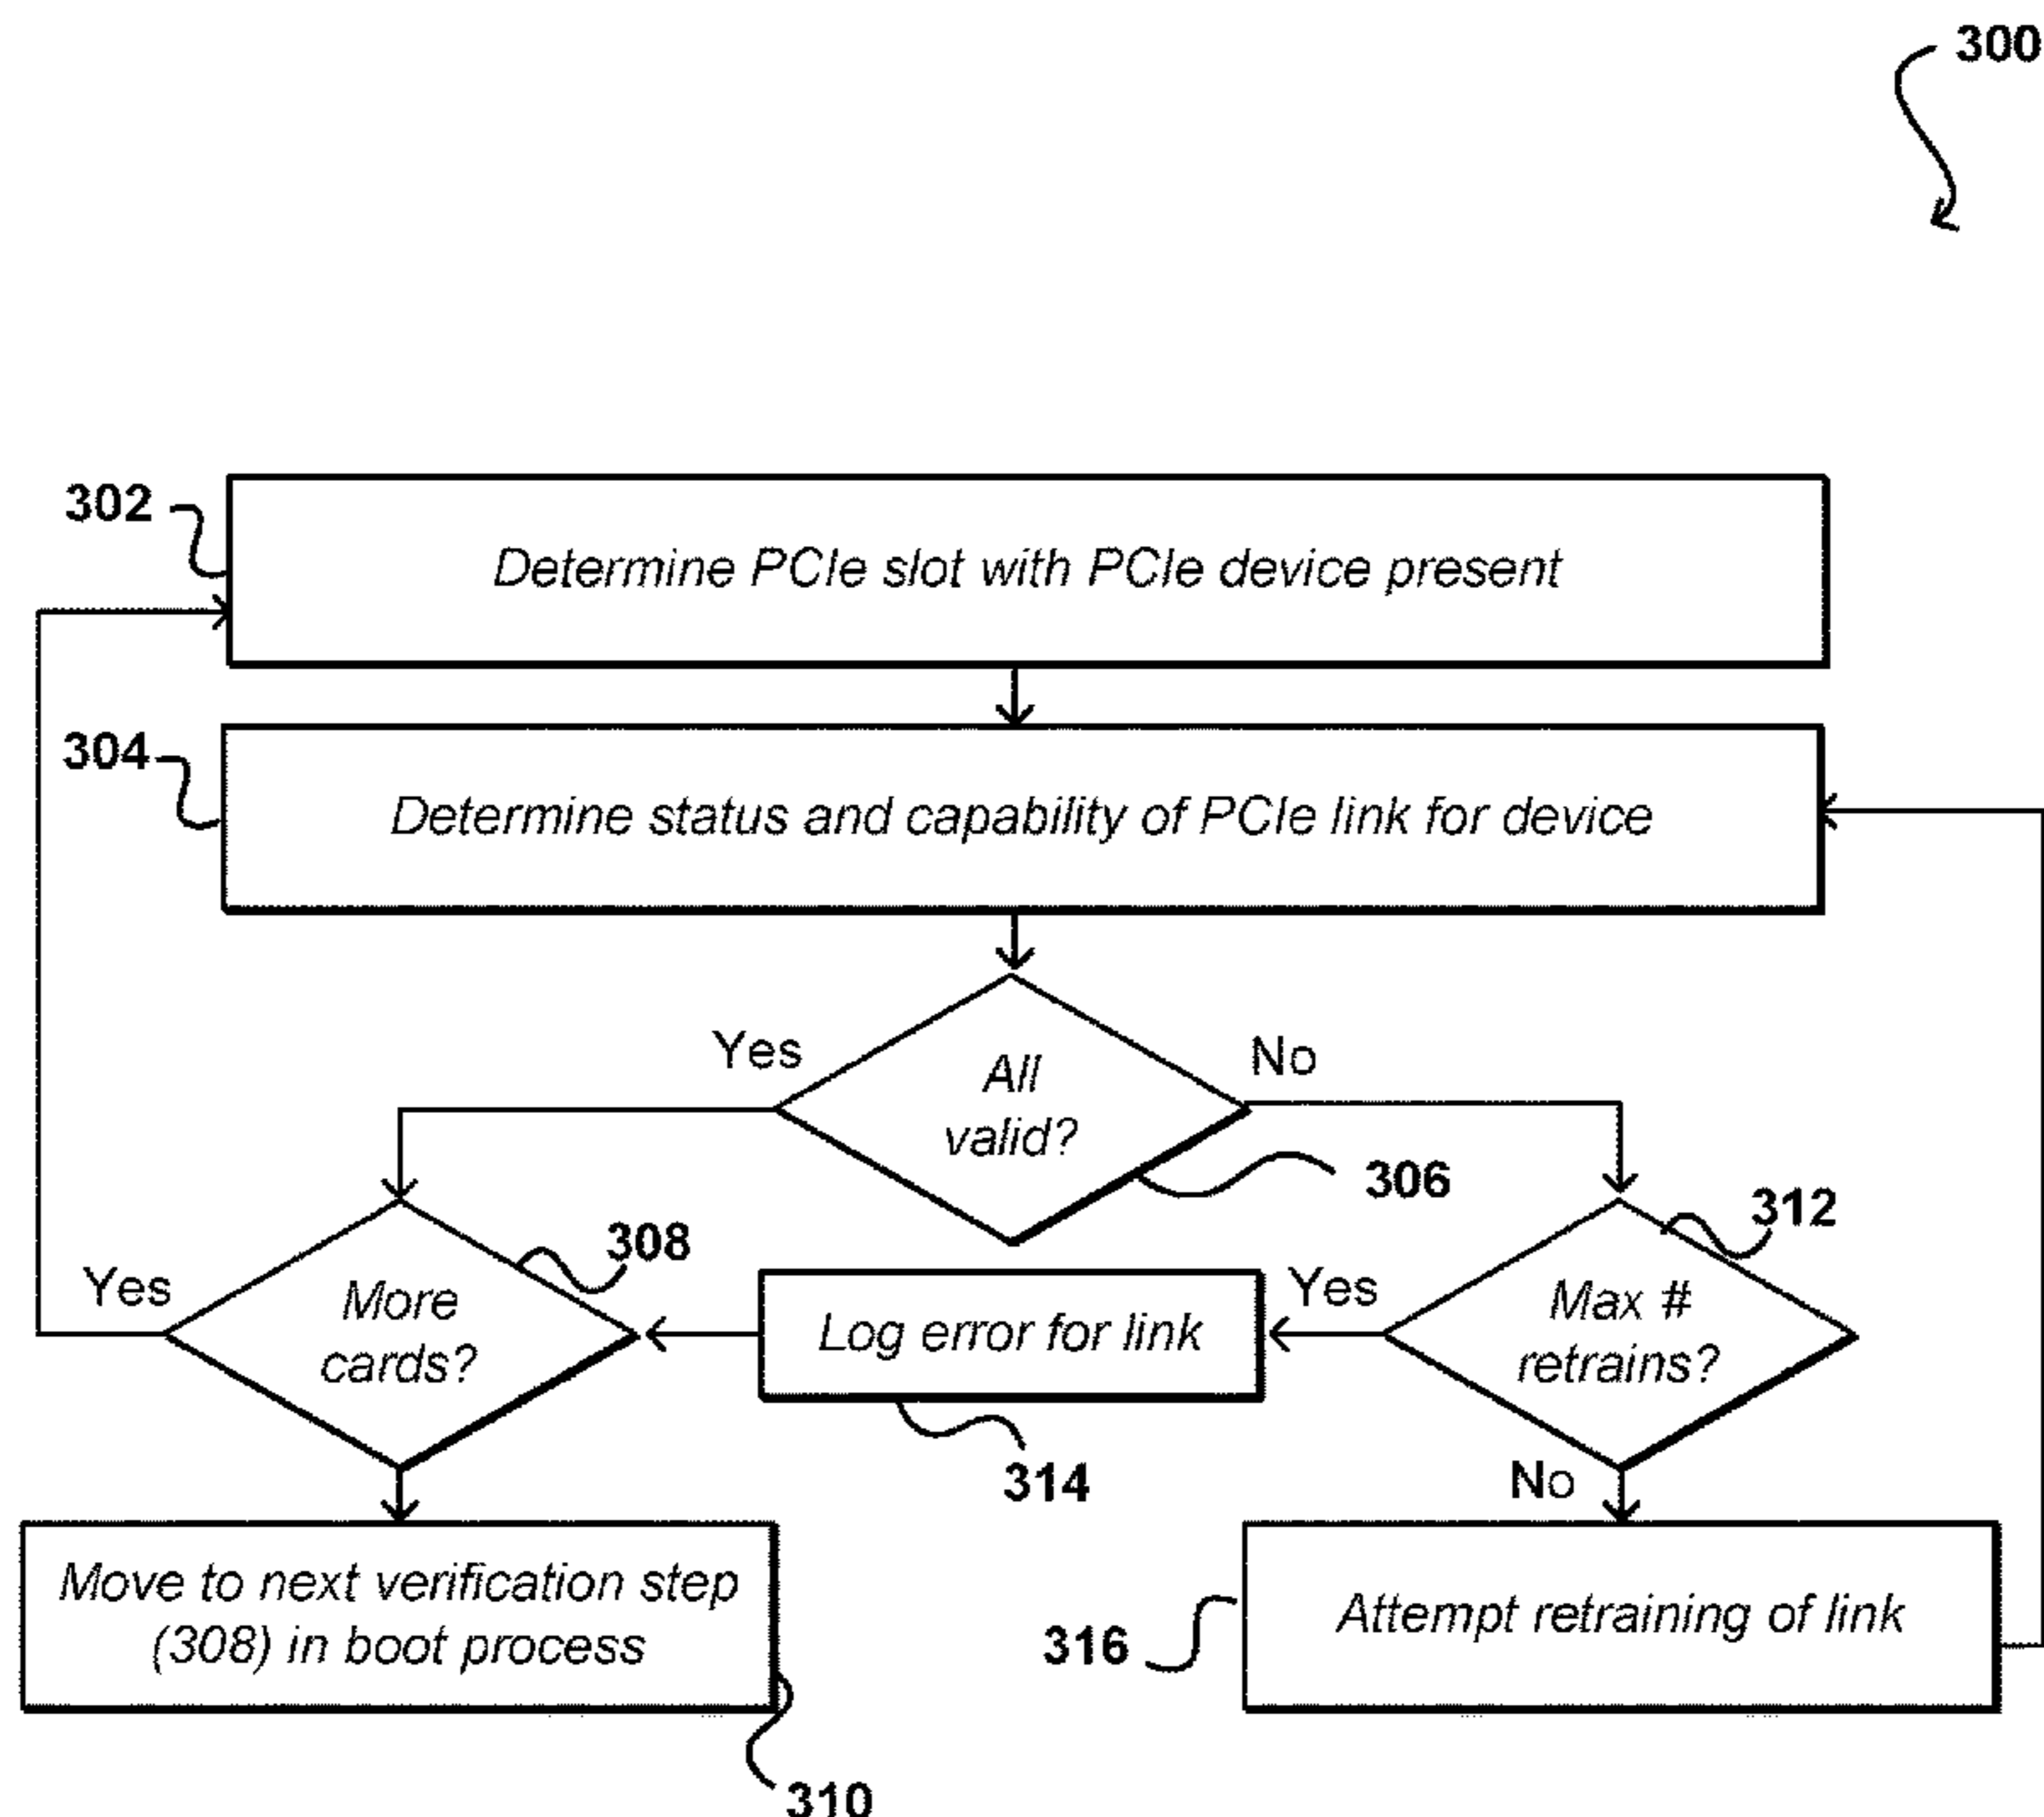 300
302
Determine PCIe slot with PCIe device present
304
Determine status and capability of PCIe link for device
Yes
All
valid?
No
306
312
308
Yes
More
cards?
Log error for link
Yes
Max #
retrains?
314
No
Move to next verification step
(308) in boot process
Attempt retraining of link
316
310